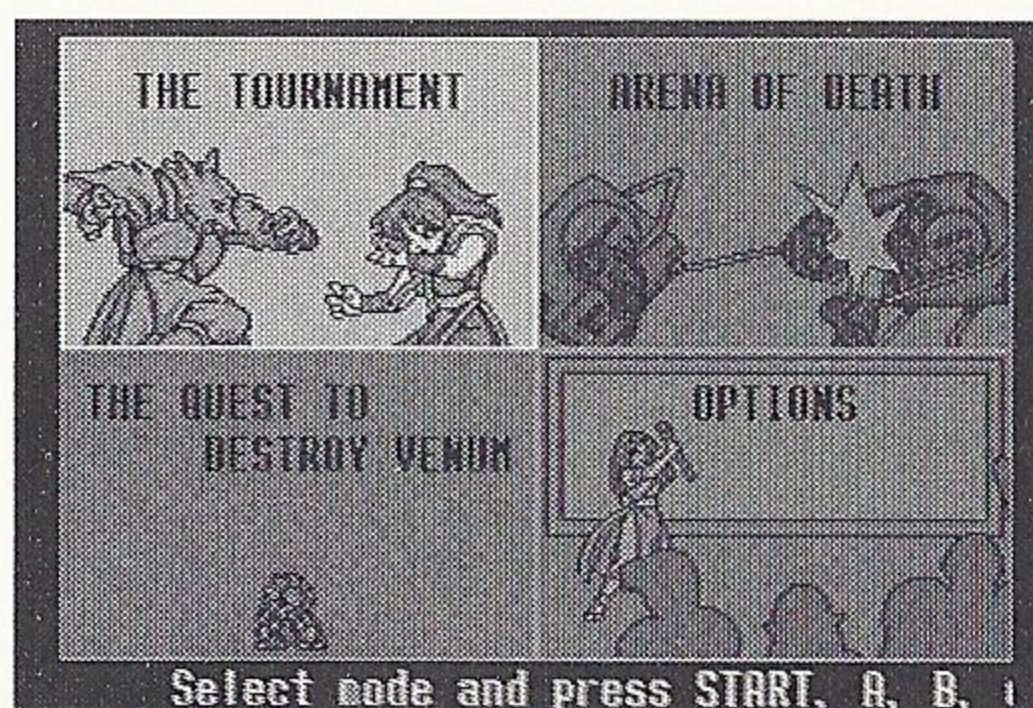 THE TOURNAMENT
ARENA OF DEATH
THE QUEST TO
DESTROY VENUM
OPTIONS
Select mode and press START, A, B,